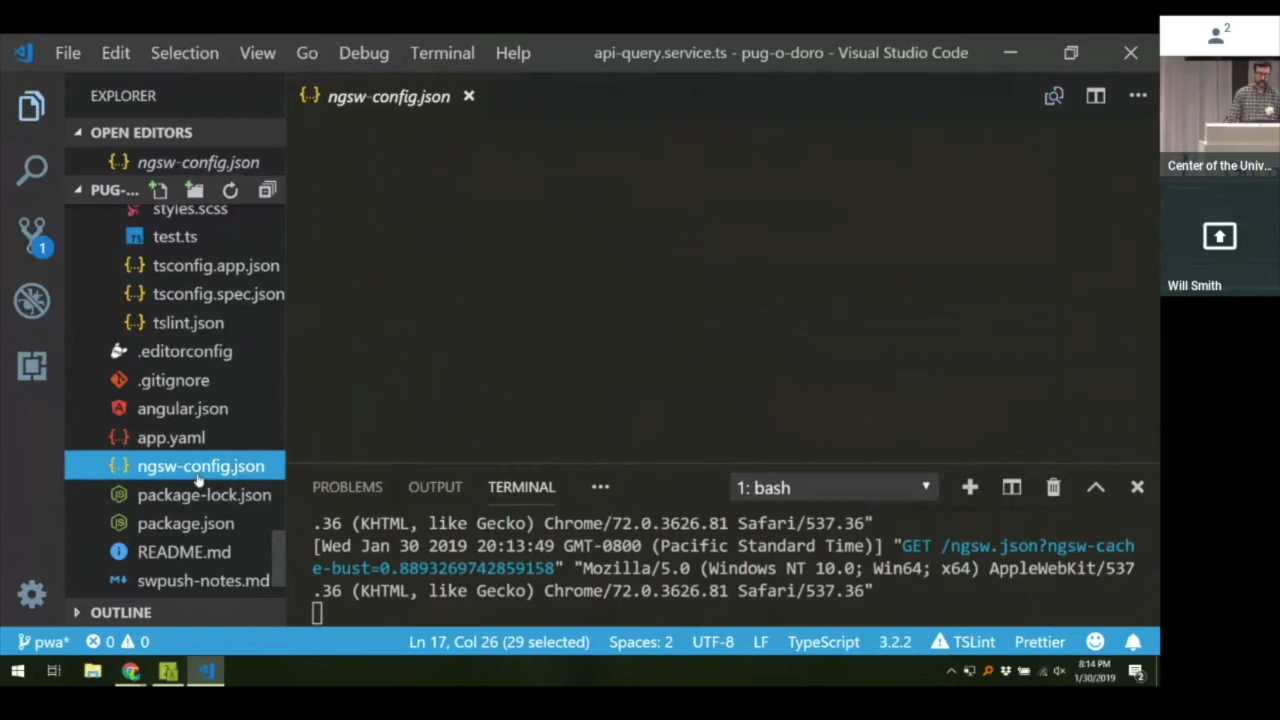 File Edit Selection View Go Debug Terminal Help
api-query.service.ts - pug-o-doro - Visual Studio Code
2
EXPLORER
ngsw-config.json
OPEN EDITORS
ngsw-config.json
PUG-...
styles.scss
test.ts
tsconfig.app.json
tsconfig.spec.json
tslint.json
.editorconfig
.gitignore
angular.json
app.yaml
ngsw-config.json
package-lock.json
package.json
README.md
swpush-notes.md
OUTLINE
1
PROBLEMS OUTPUT TERMINAL ... 1: bash
.36 (KHTML, like Gecko) Chrome/72.0.3626.81 Safari/537.36"
[Wed Jan 30 2019 20:13:49 GMT-0800 (Pacific Standard Time)] "GET /ngsw.json?ngsw-cach
e-bust=0.8893269742859158" "Mozilla/5.0 (Windows NT 10.0; Win64; x64) AppleWebKit/537
.36 (KHTML, like Gecko) Chrome/72.0.3626.81 Safari/537.36"
pwa* 0 0 Ln 17, Col 26 (29 selected) Spaces: 2 UTF-8 LF TypeScript 3.2.2 TSLint Prettier
8:14 PM
1/30/2019
2
Center of the Univ...
Will Smith